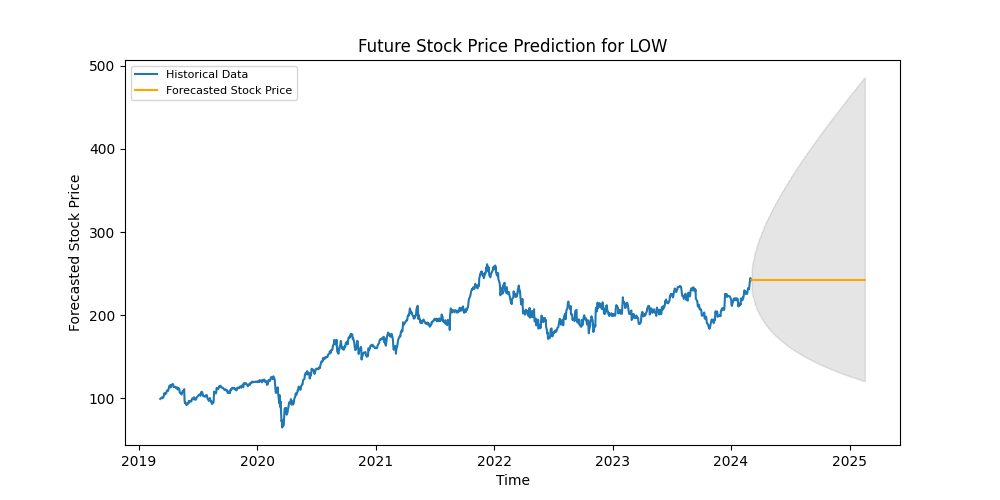 Future Stock Price Prediction for LOW
Historical Data
Forecasted Stock Price
Forecasted Stock Price
500
400
300
200
100
2019
2020
2021
2022
2023
2024
2025
Time